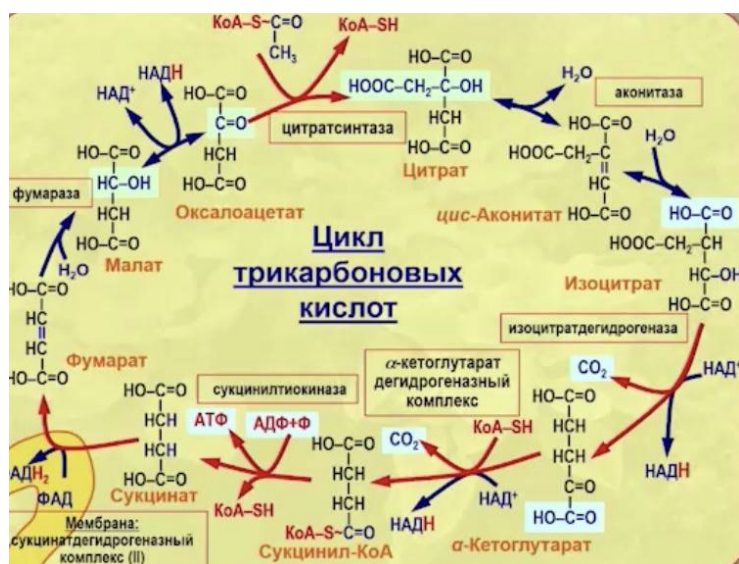 КоА–S~C=O
CH₃
КоА–SH
НАДН
НАД⁺
HO–C=O
C=O
HCH
HO–C=O
Оксалоацетат
цитратсинтаза
HO–C=O
HOOC–CH₂–C–OH
HCH
HO–C=O
Цитрат
H₂O
аконитаза
HO–C=O
HOOC–CH₂–C
HC
HO–C=O
цис-Аконитат
H₂O
HO–C=O
HOOC–CH₂–CH
HC–OH
HO–C=O
Изоцитрат
изоцитратдегидрогеназа
НАД⁺
НАДН
CO₂
HO–C=O
HCH
HCH
C=O
HO–C=O
α-Кетоглутарат
α-кетоглутарат
дегидрогеназный
комплекс
КоА–SH
CO₂
НАД⁺
НАДН
HO–C=O
HCH
HCH
КоА–S~C=O
Сукцинил-КоА
сукцинилтиокиназа
АТФ
АДФ+Ф
КоА–SH
HO–C=O
HCH
HCH
HO–C=O
Сукцинат
ФАД
АДН₂
Мембрана:
сукцинатдегидрогеназный
комплекс (II)
HO–C=O
HC
HC
HO–C=O
Фумарат
H₂O
фумараза
HO–C=O
HC–OH
HCH
HO–C=O
Малат
Цикл
трикарбоновых
кислот